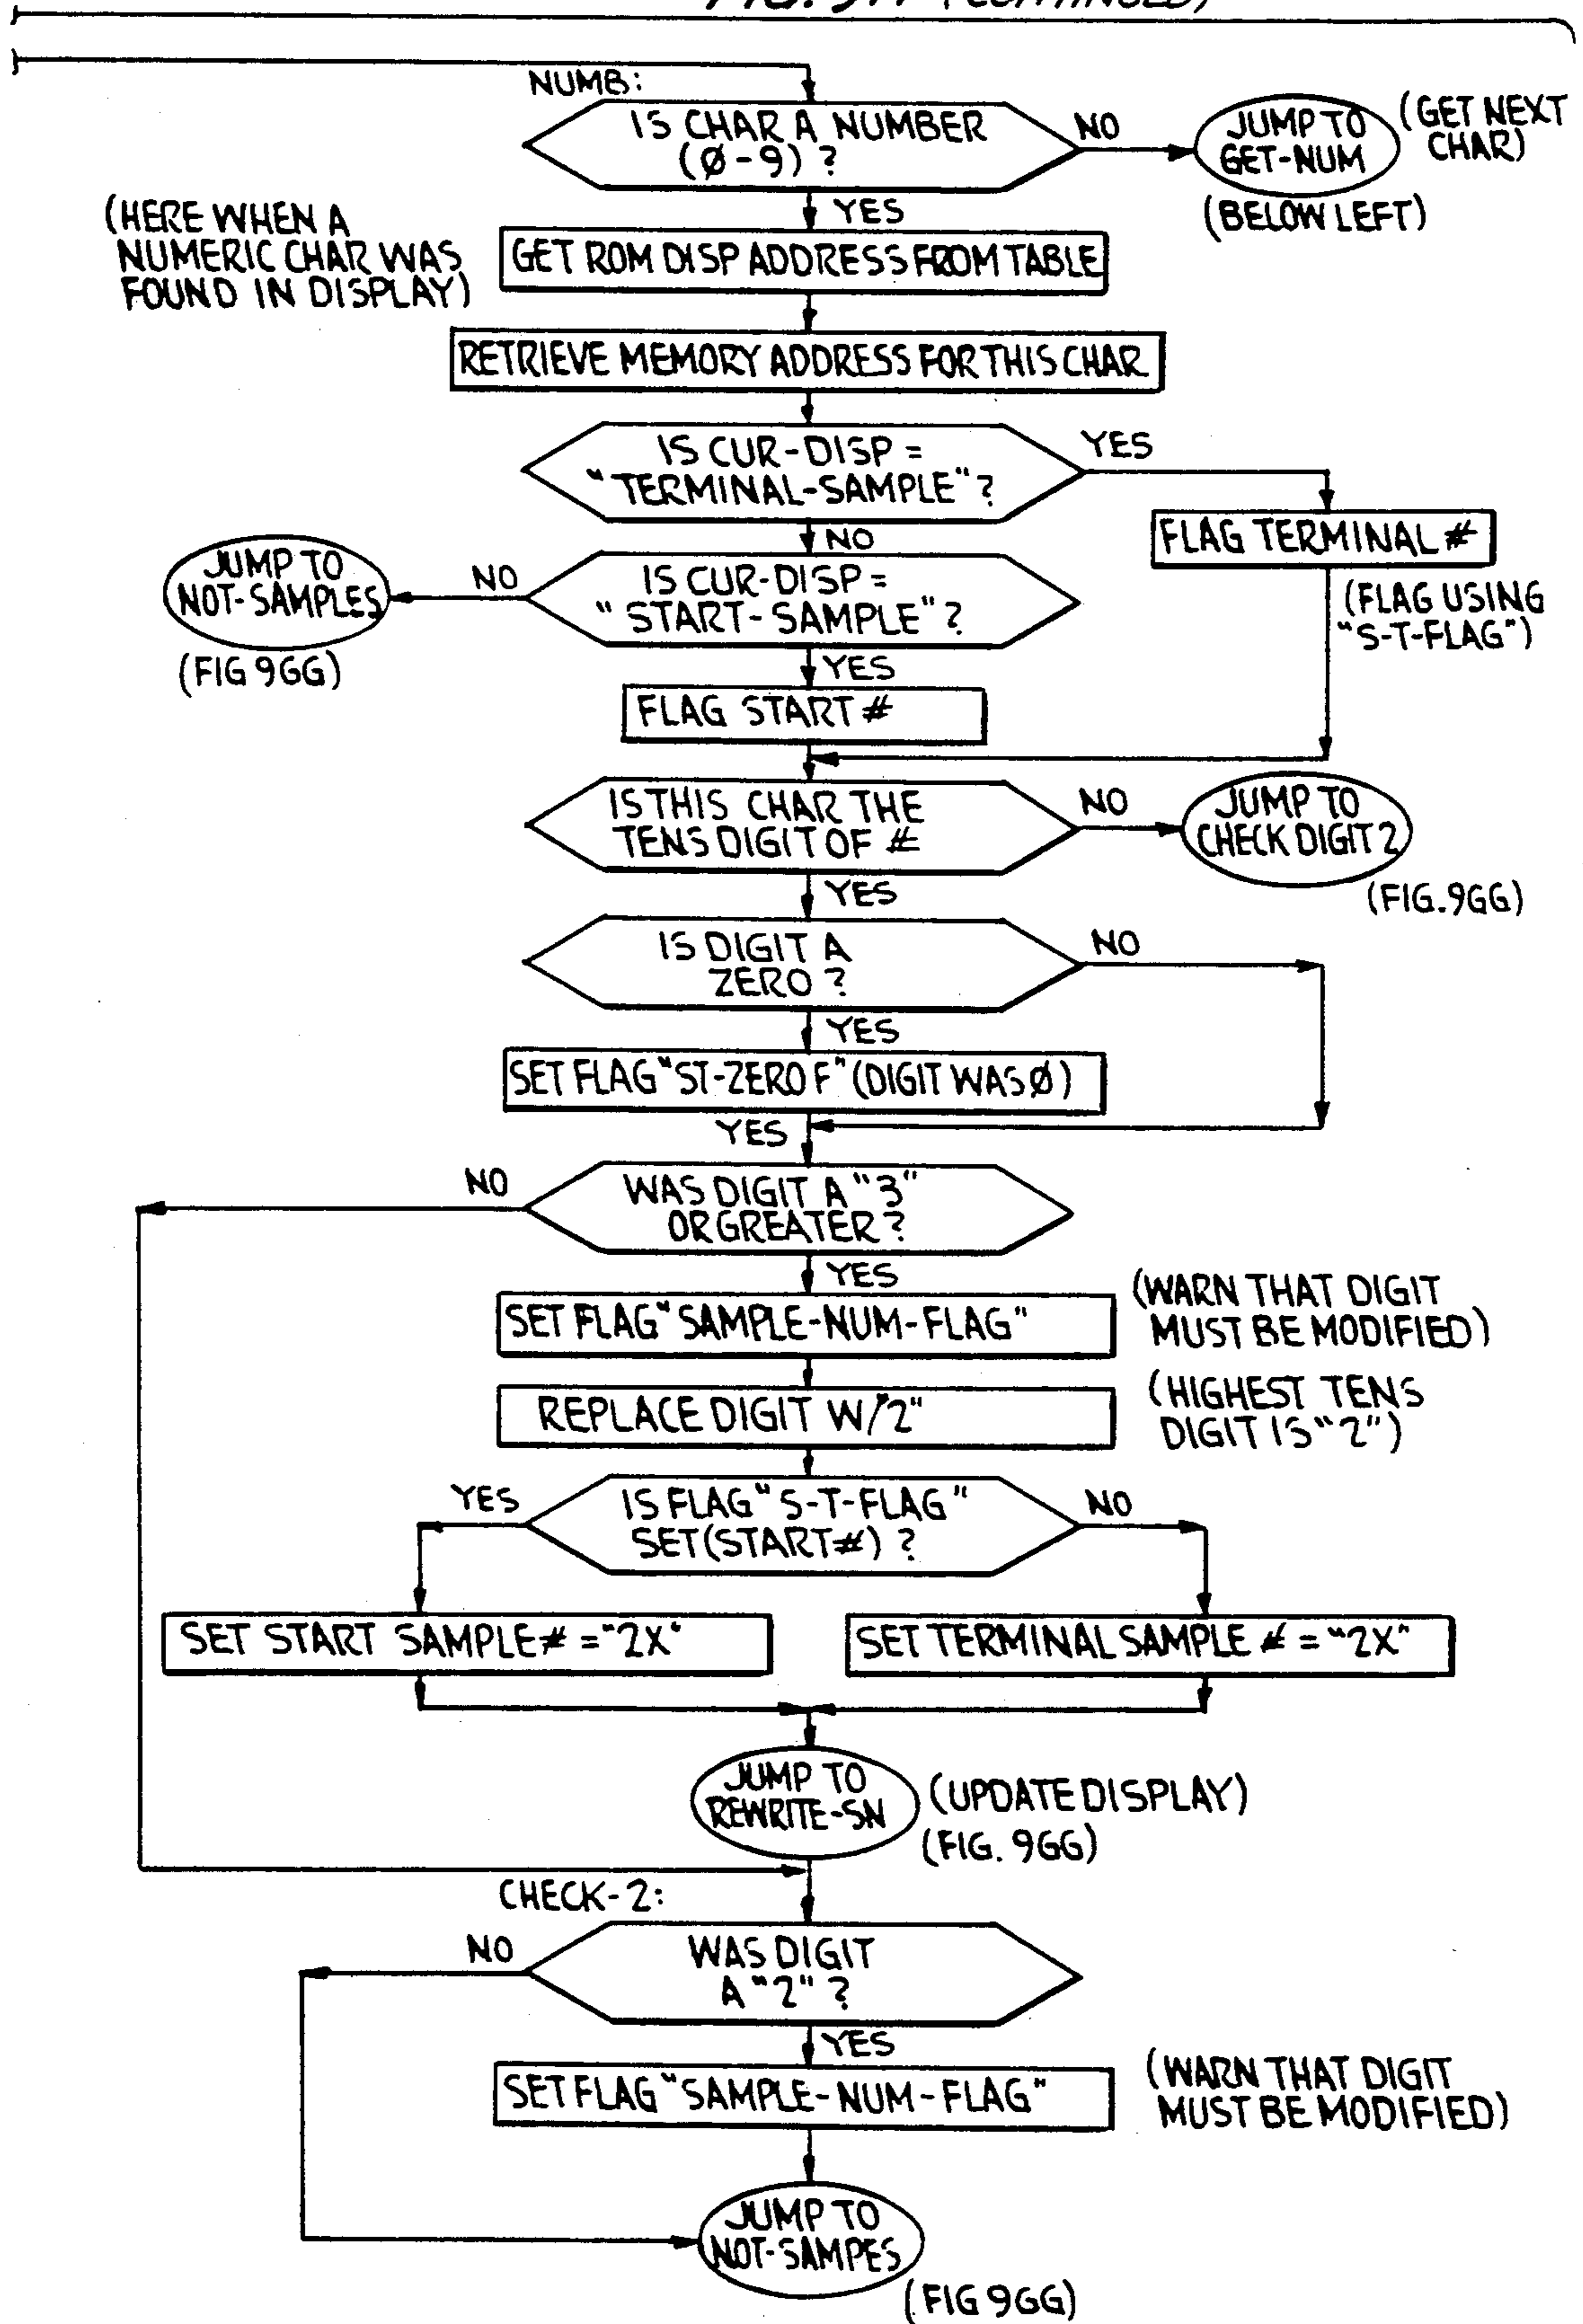 (CONTINUED)
NUMB:
IS CHAR A NUMBER
(Ø-9) ?
NO
JUMP TO
GET-NUM
(GET NEXT
CHAR)
(BELOW LEFT)
YES
(HERE WHEN A
NUMERIC CHAR WAS
FOUND IN DISPLAY)
GET ROM DISP ADDRESS FROM TABLE
RETRIEVE MEMORY ADDRESS FOR THIS CHAR
IS CUR-DISP =
"TERMINAL-SAMPLE"?
YES
FLAG TERMINAL #
(FLAG USING
"S-T-FLAG")
NO
IS CUR-DISP =
"START-SAMPLE"?
NO
JUMP TO
NOT-SAMPLES
(FIG 9GG)
YES
FLAG START #
IS THIS CHAR THE
TENS DIGIT OF #
NO
JUMP TO
CHECK DIGIT 2
(FIG.9GG)
YES
IS DIGIT A
ZERO ?
NO
YES
SET FLAG "ST-ZERO F" (DIGIT WAS Ø)
YES
WAS DIGIT A "3"
OR GREATER ?
NO
YES
SET FLAG "SAMPLE-NUM-FLAG"
(WARN THAT DIGIT
MUST BE MODIFIED)
REPLACE DIGIT W/"2"
(HIGHEST TENS
DIGIT IS "2")
IS FLAG "S-T-FLAG"
SET (START #) ?
YES
NO
SET START SAMPLE # = "2X"
SET TERMINAL SAMPLE # = "2X"
JUMP TO
REWRITE-SN
(UPDATE DISPLAY)
(FIG. 9GG)
CHECK-2:
WAS DIGIT
A "2" ?
NO
YES
SET FLAG "SAMPLE-NUM-FLAG"
(WARN THAT DIGIT
MUST BE MODIFIED)
JUMP TO
NOT-SAMPES
(FIG 9GG)